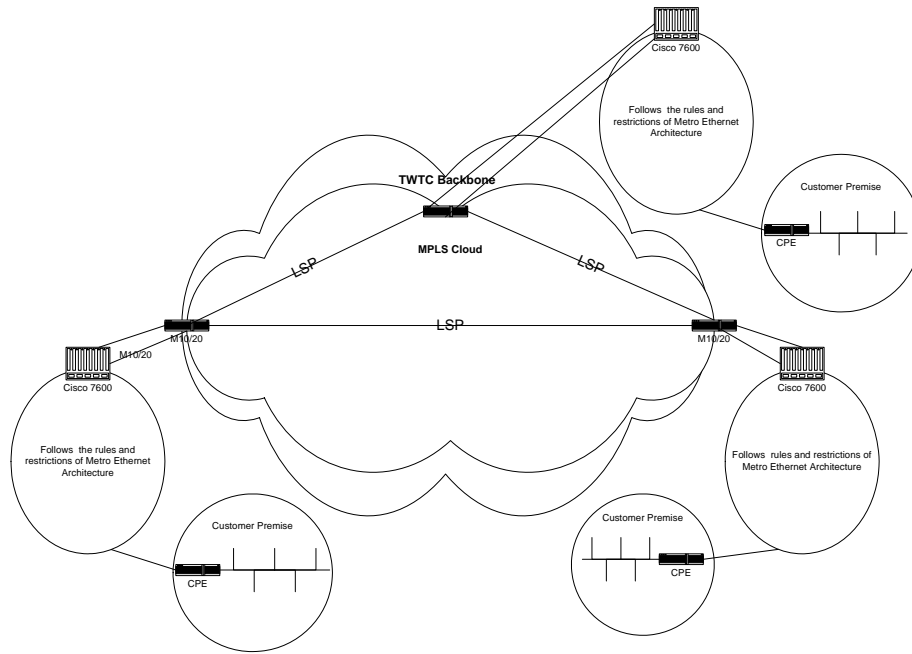 Cisco 7600
Follows the rules and
restrictions of Metro Ethernet
Architecture
TWTC Backbone
Customer Premise
CPE
MPLS Cloud
LSP
LSP
LSP
M10/20
M10/20
M10/20
Cisco 7600
Cisco 7600
Follows the rules and
restrictions of Metro Ethernet
Architecture
Follows rules and restrictions of
Metro Ethernet Architecture
Customer Premise
CPE
Customer Premise
CPE